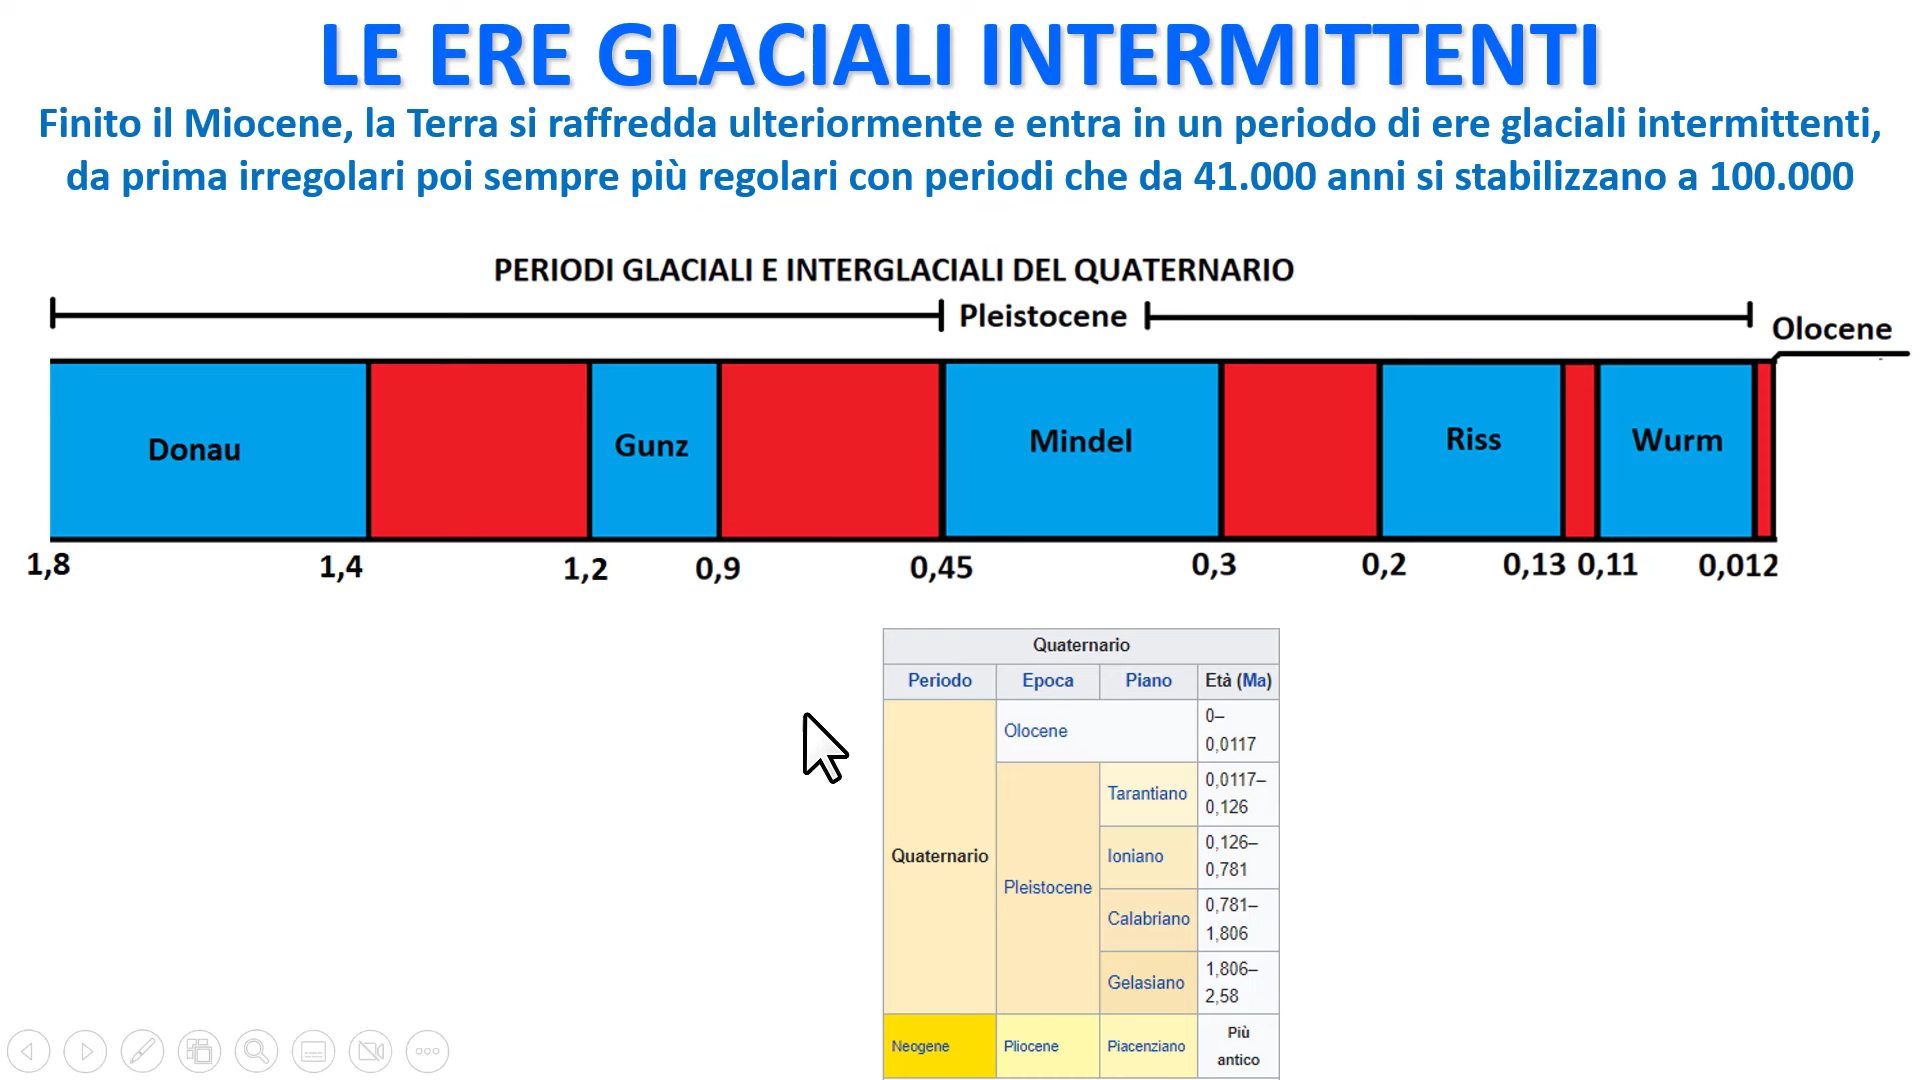 LE ERE GLACIALI INTERMITTENTI
Finito il Miocene, la Terra si raffredda ulteriormente e entra in un periodo di ere glaciali intermittenti,
da prima irregolari poi sempre più regolari con periodi che da 41.000 anni si stabilizzano a 100.000
PERIODI GLACIALI E INTERGLACIALI DEL QUATERNARIO
Pleistocene
Olocene
Donau
Gunz
Mindel
Riss
Wurm
1,8
1,4
1,2
0,9
0,45
0,3
0,2
0,13
0,11
0,012
Quaternario
Periodo
Epoca
Piano
Età (Ma)
Quaternario
Olocene
0–
0,0117
Pleistocene
Tarantiano
0,0117–
0,126
Ioniano
0,126–
0,781
Calabriano
0,781–
1,806
Gelasiano
1,806–
2,58
Neogene
Pliocene
Piacenziano
Più
antico